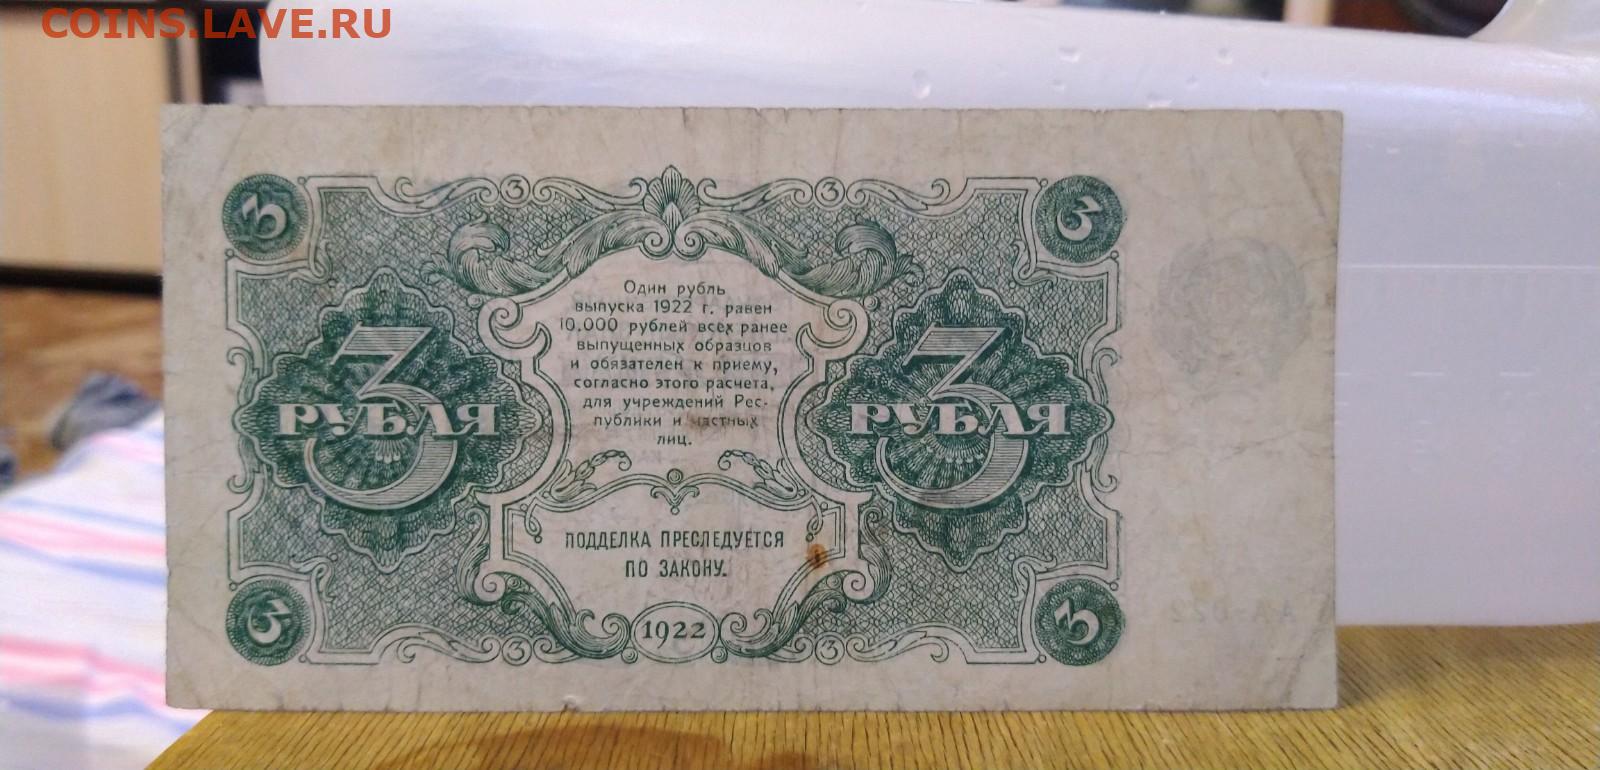 COINS.LAVE.RU
3 3 3 3
Один рубль
выпуска 1922 г. равен
10.000 рублей всех ранее
выпущенных образцов
и обязателен к приему,
согласно этого расчета,
для учреждений Рес-
публики и частных
лиц.
3 РУБЛЯ
3 РУБЛЯ
ПОДДЕЛКА ПРЕСЛЕДУЕТСЯ
ПО ЗАКОНУ.
АА-022
3 3 1922 3 3